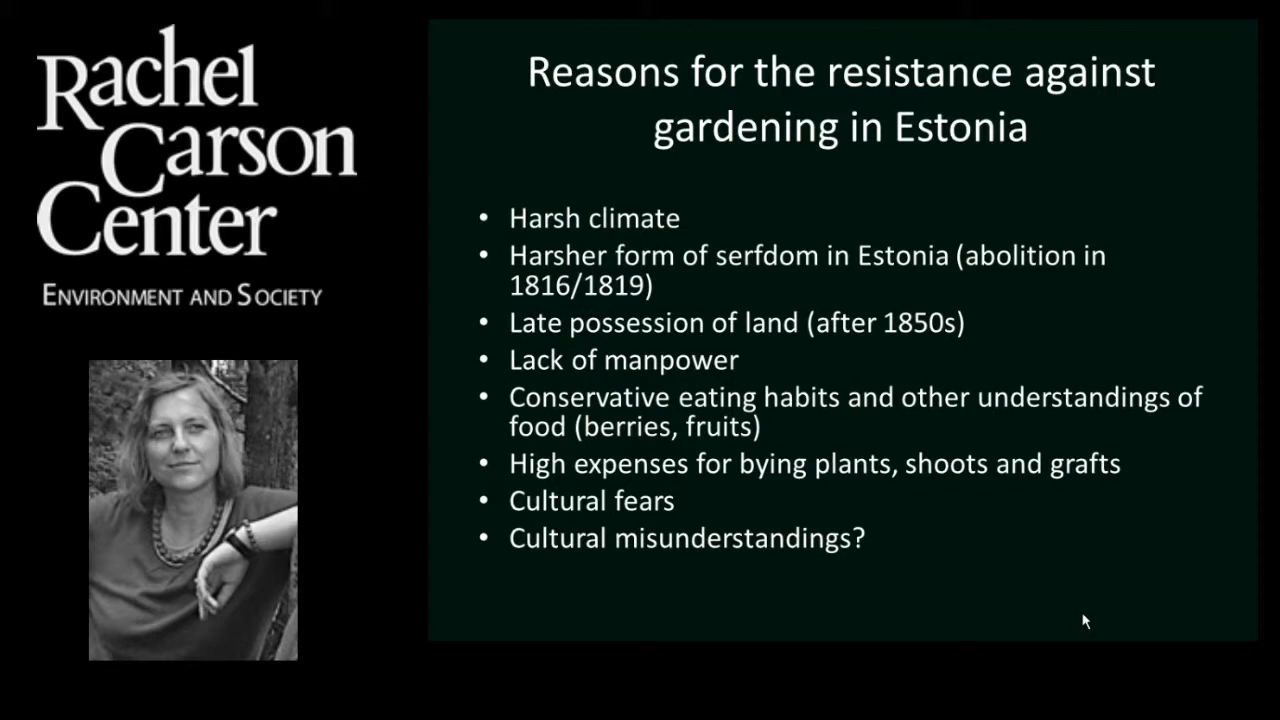 Rachel
Carson
Center
ENVIRONMENT AND SOCIETY
Reasons for the resistance against
gardening in Estonia
• Harsh climate
• Harsher form of serfdom in Estonia (abolition in
1816/1819)
• Late possession of land (after 1850s)
• Lack of manpower
• Conservative eating habits and other understandings of
food (berries, fruits)
• High expenses for bying plants, shoots and grafts
• Cultural fears
• Cultural misunderstandings?